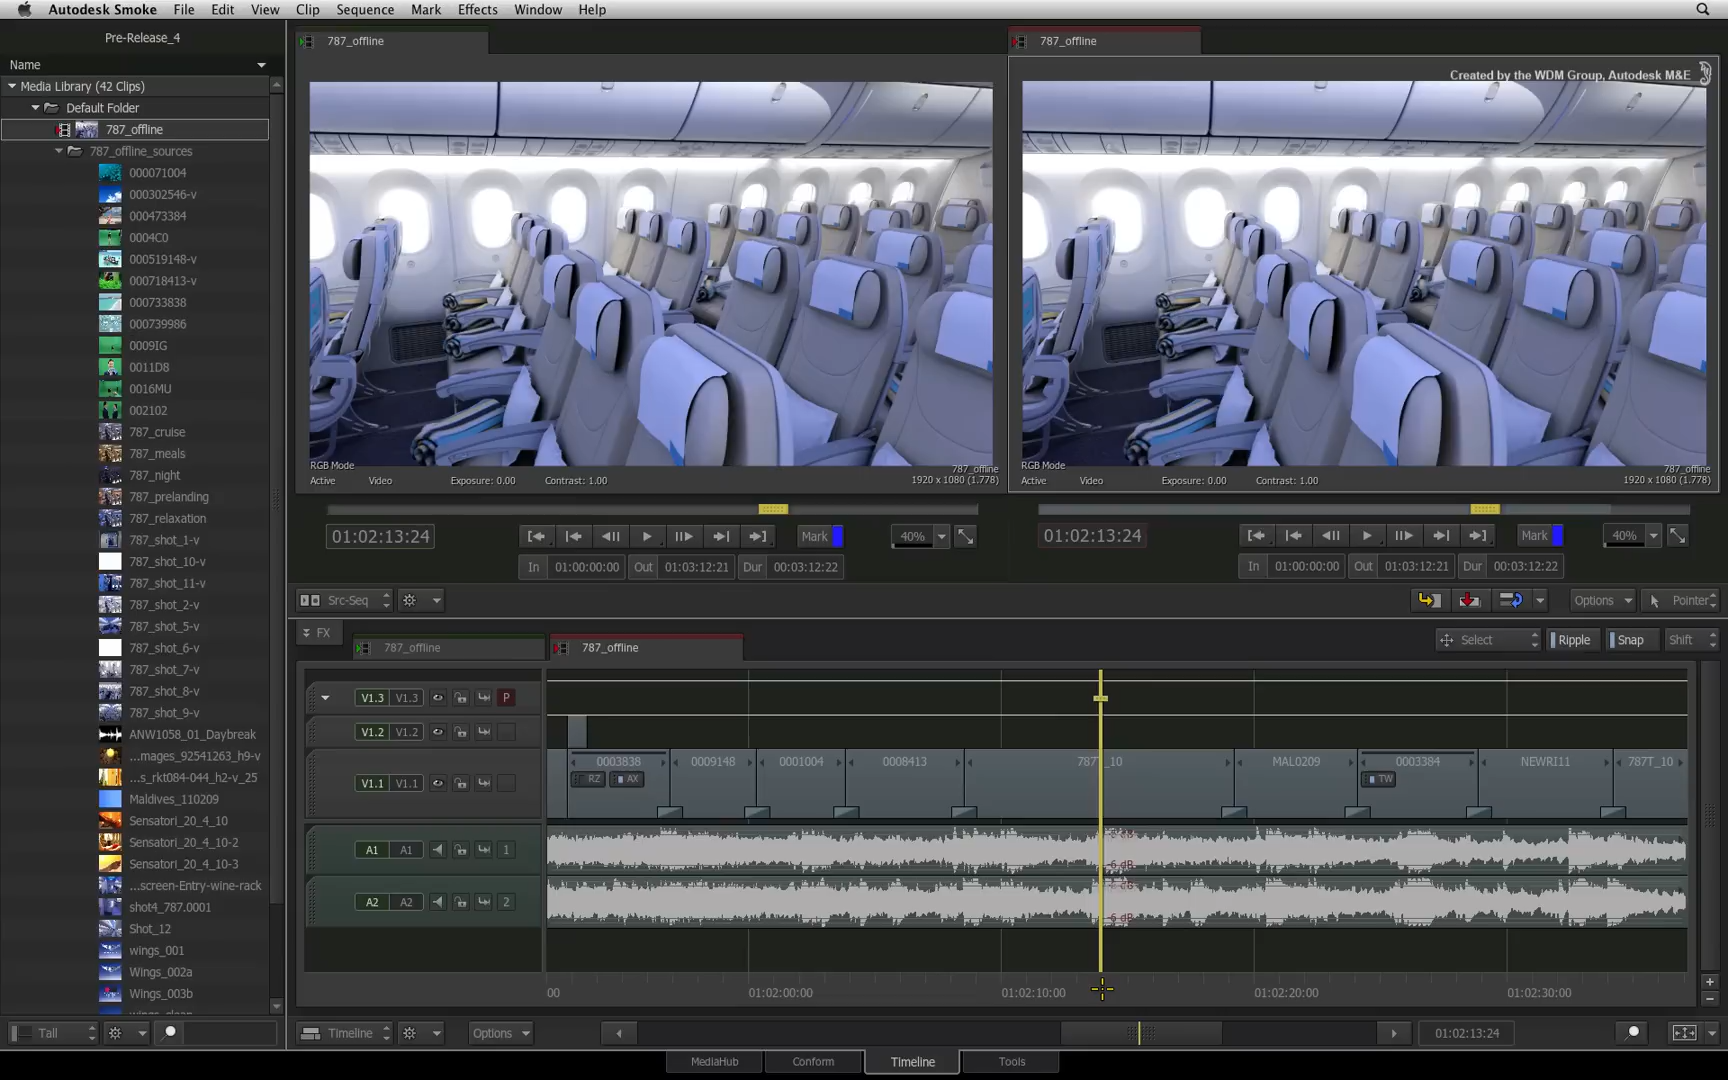 Autodesk Smoke File Edit View Clip Sequence Mark Effects Window Help
Pre-Release_4
Name
Media Library (42 Clips)
Default Folder
787_offline
787_offline_sources
000071004
000302546-v
000473384
0004C0
000519148-v
000718413-v
000733838
000739986
0009IG
0011D8
0016MU
002102
787_cruise
787_meals
787_night
787_prelanding
787_relaxation
787_shot_1-v
787_shot_10-v
787_shot_11-v
787_shot_2-v
787_shot_5-v
787_shot_6-v
787_shot_7-v
787_shot_8-v
787_shot_9-v
ANW1058_01_Daybreak
...mages_92541263_h9-v
...s_rkt084-044_h2-v_25
Maldives_110209
Sensatori_20_4_10
Sensatori_20_4_10-2
Sensatori_20_4_10-3
...screen-Entry-wine-rack
shot4_787.0001
Shot_12
wings_001
Wings_002a
Wings_003b
Tall
787_offline
RGB Mode 787_offline
Active Video Exposure: 0.00 Contrast: 1.00 1920 x 1080 (1.778)
01:02:13:24 Mark 40%
In 01:00:00:00 Out 01:03:12:21 Dur 00:03:12:22
787_offline
Created by the WDM Group, Autodesk M&E
RGB Mode 787_offline
Active Video Exposure: 0.00 Contrast: 1.00 1920 x 1080 (1.778)
01:02:13:24 Mark 40%
In 01:00:00:00 Out 01:03:12:21 Dur 00:03:12:22
Src-Seq Options Pointer
FX 787_offline 787_offline Select Ripple Snap Shift
V1.3 V1.3 P
V1.2 V1.2
V1.1 V1.1 0003838 0009148 0001004 0008413 MAL0209 0003384 NEWRI11 787T_10
RZ AX TW
A1 A1 1
-6 dB
A2 A2 2
-6 dB
00 01:02:00:00 01:02:10:00 01:02:20:00 01:02:30:00
Timeline Options 01:02:13:24
MediaHub Conform Timeline Tools